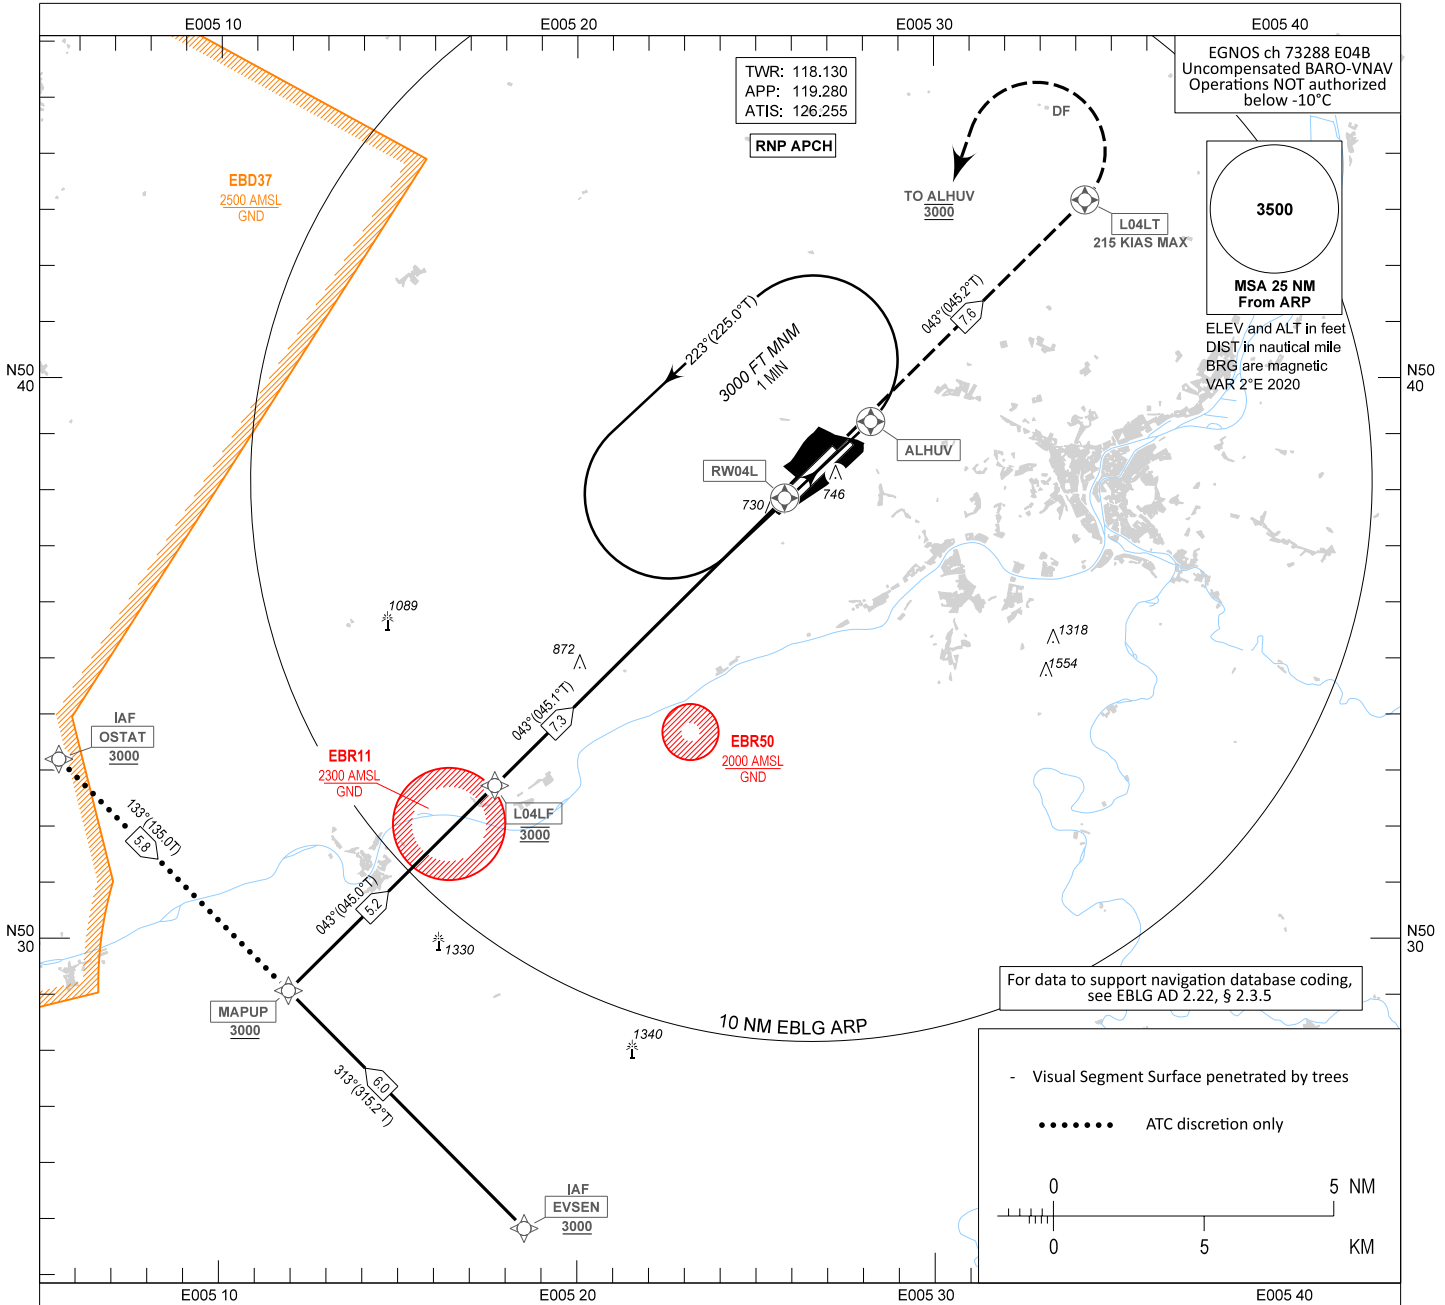 E005 10
E005 20
E005 30
E005 40
EGNOS ch 73288 E04B
Uncompensated BARO-VNAV
Operations NOT authorized
below -10°C
TWR: 118.130
APP: 119.280
ATIS: 126.255
RNP APCH
DF
EBD37
2500 AMSL
GND
TO ALHUV
3000
L04LT
215 KIAS MAX
3500
MSA 25 NM
From ARP
ELEV and ALT in feet
DIST in nautical mile
BRG are magnetic
VAR 2°E 2020
043°(045.2°T)
7.6
223°(225.0°T)
3000 FT MNM
1 MIN
N50
40
N50
40
ALHUV
RW04L
730
746
1089
872
1318
1554
043°(045.1°T)
7.3
IAF
OSTAT
3000
EBR11
2300 AMSL
GND
EBR50
2000 AMSL
GND
L04LF
3000
133°(135.0T)
5.8
043°(045.0°T)
5.2
N50
30
N50
30
1330
MAPUP
3000
For data to support navigation database coding,
see EBLG AD 2.22, § 2.3.5
10 NM EBLG ARP
1340
6.0
313°(315.2°T)
- Visual Segment Surface penetrated by trees
ATC discretion only
IAF
EVSEN
3000
0 5 NM
0 5 KM
E005 10
E005 20
E005 30
E005 40